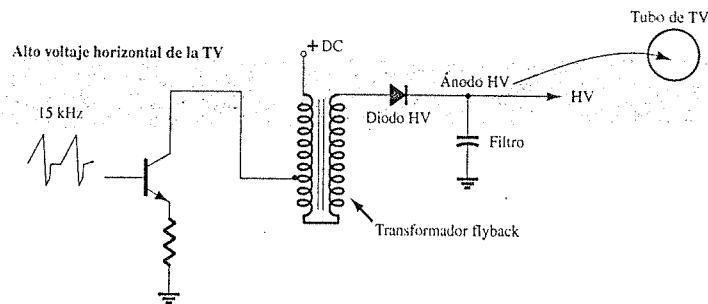 Tubo de TV
+ DC
Alto voltaje horizontal de la TV
Ánodo HV
HV
15 kHz
Diodo HV
Filtro
Transformador flyback